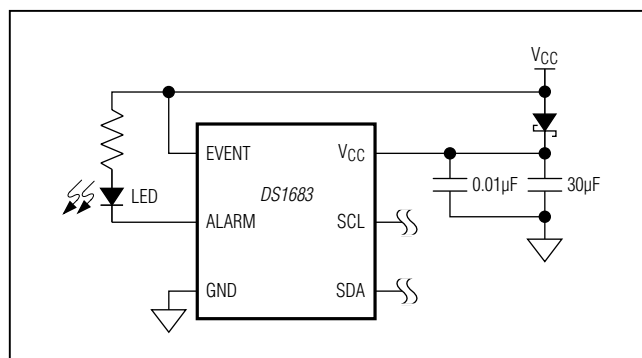 VCC
EVENT
VCC
DS1683
0.01µF
30µF
LED
ALARM
SCL
GND
SDA